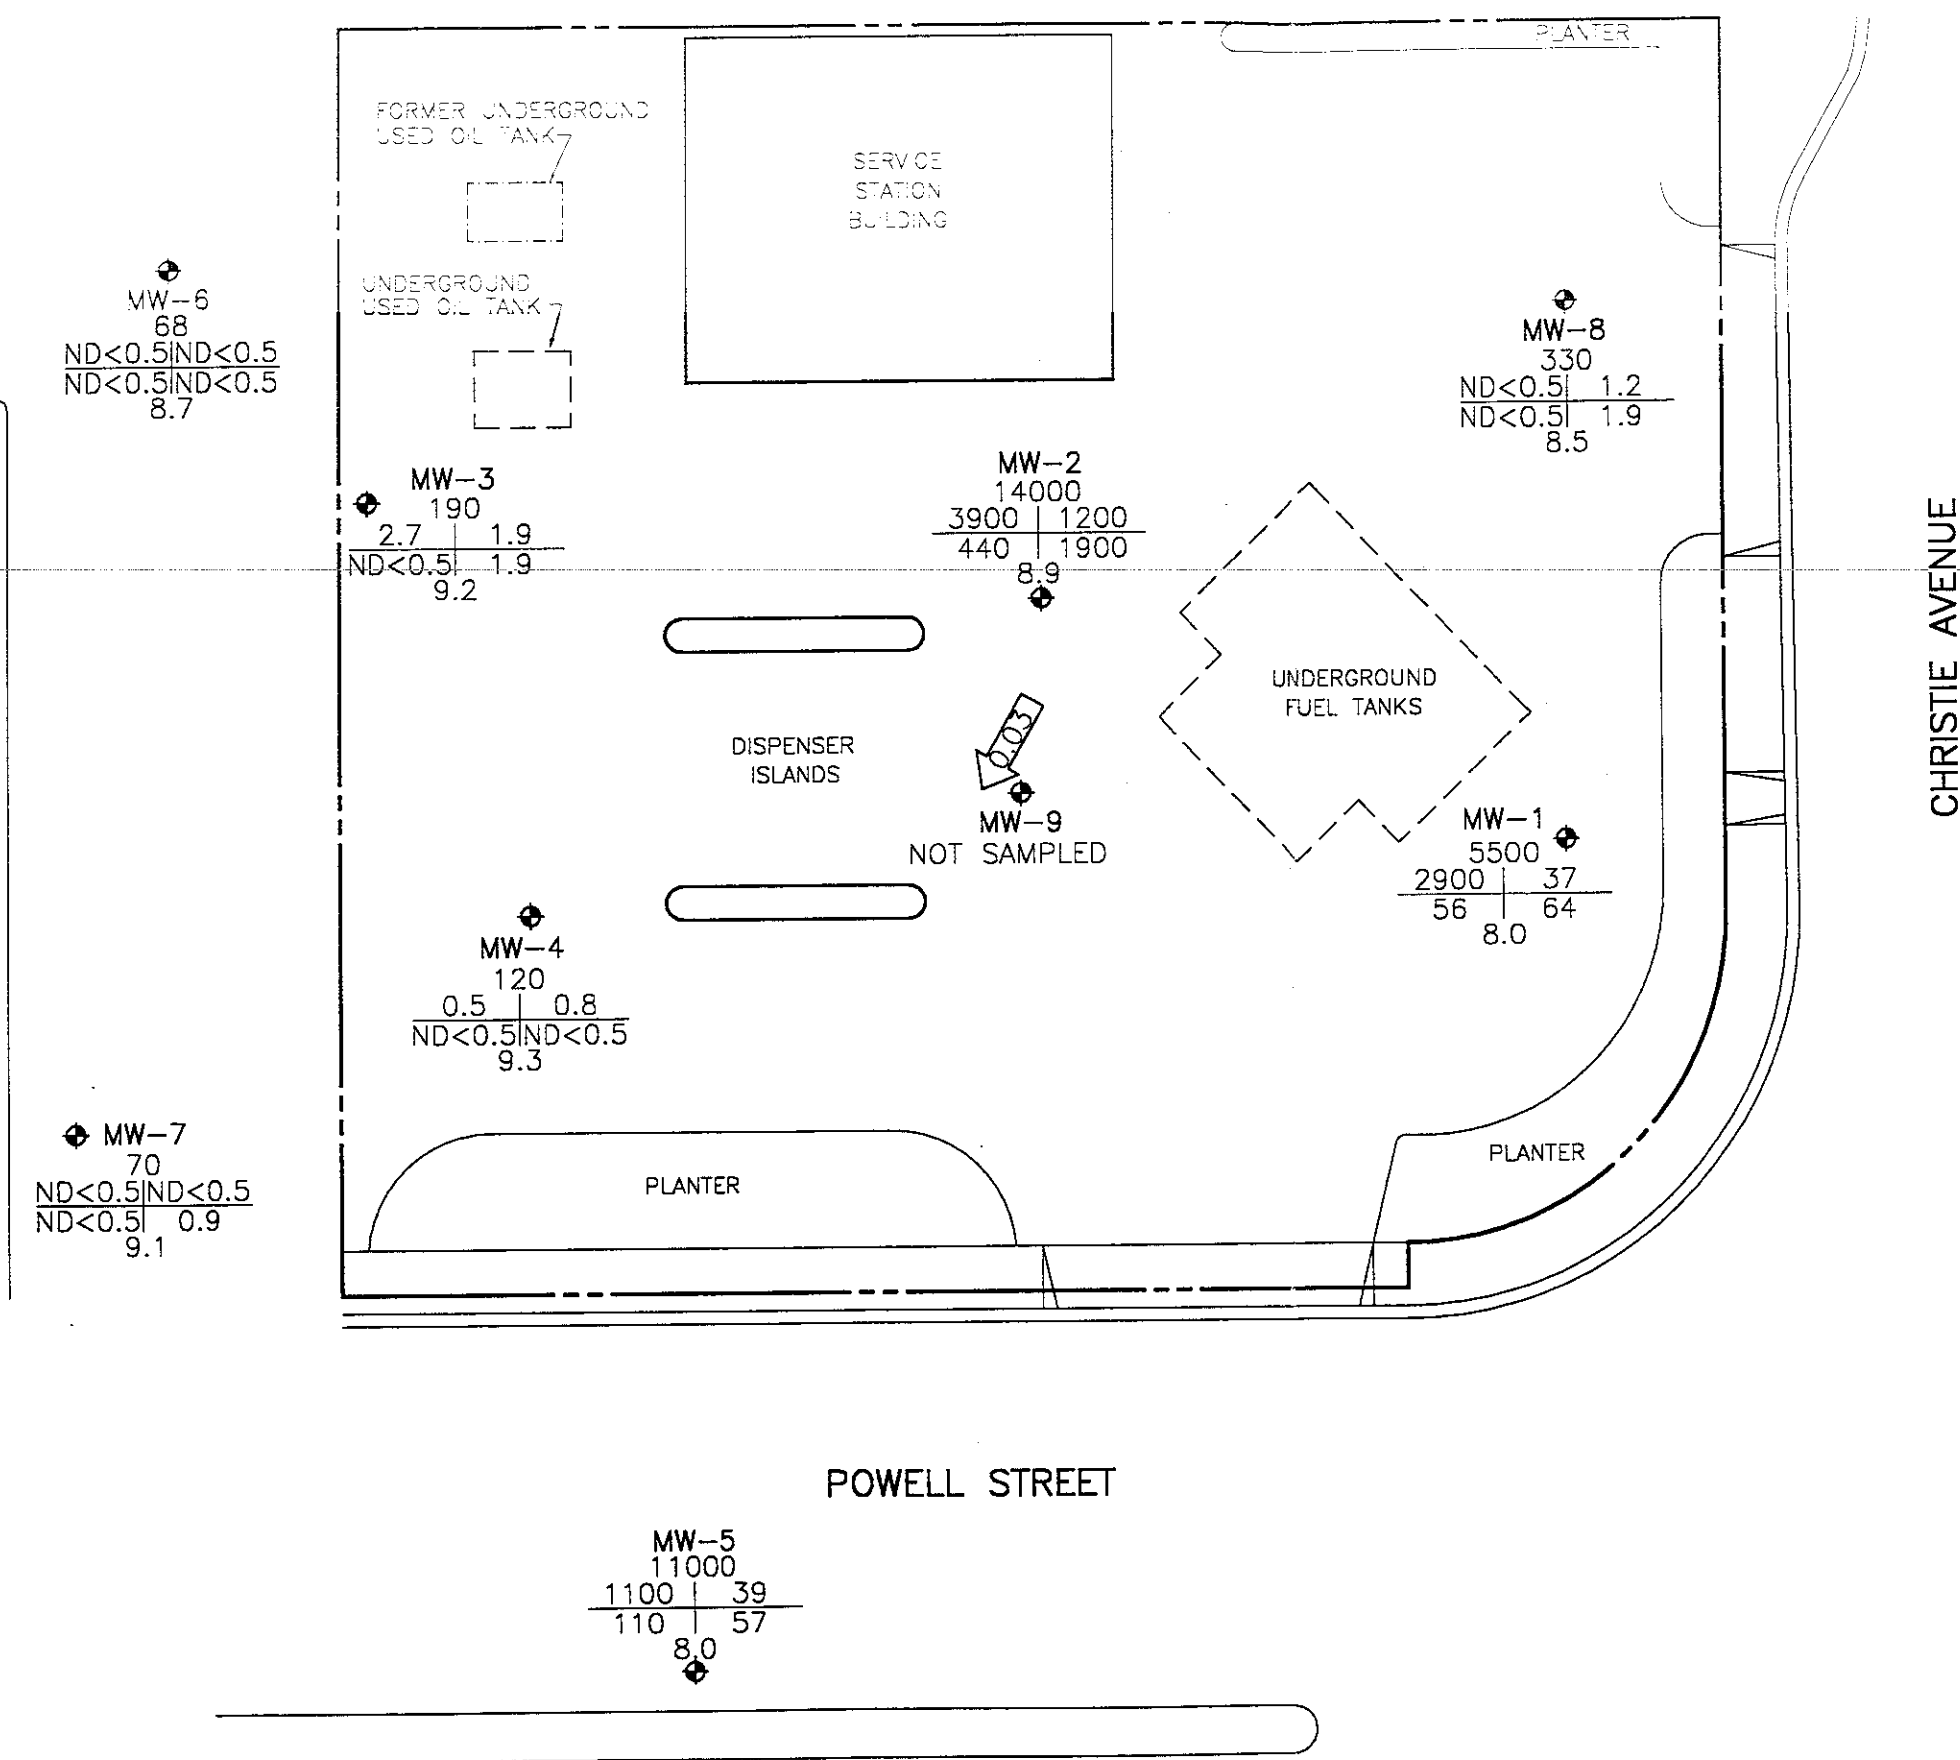 PLANTER
FORMER UNDERGROUND
USED OIL TANK
SERVICE
STATION
BUILDING
UNDERGROUND
USED OIL TANK
MW-6
68
ND<0.5 ND<0.5
ND<0.5 ND<0.5
8.7
MW-8
330
ND<0.5 1.2
ND<0.5 1.9
8.5
MW-3
190
2.7 1.9
ND<0.5 1.9
9.2
MW-2
14000
3900 1200
440 1900
8.9
UNDERGROUND
FUEL TANKS
CHRISTIE AVENUE
DISPENSER
ISLANDS
0.03
MW-9
NOT SAMPLED
MW-1
5500
2900 37
56 64
8.0
MW-4
120
0.5 0.8
ND<0.5 ND<0.5
9.3
MW-7
70
ND<0.5 ND<0.5
ND<0.5 0.9
9.1
PLANTER
PLANTER
POWELL STREET
MW-5
11000
1100 39
110 57
8.0